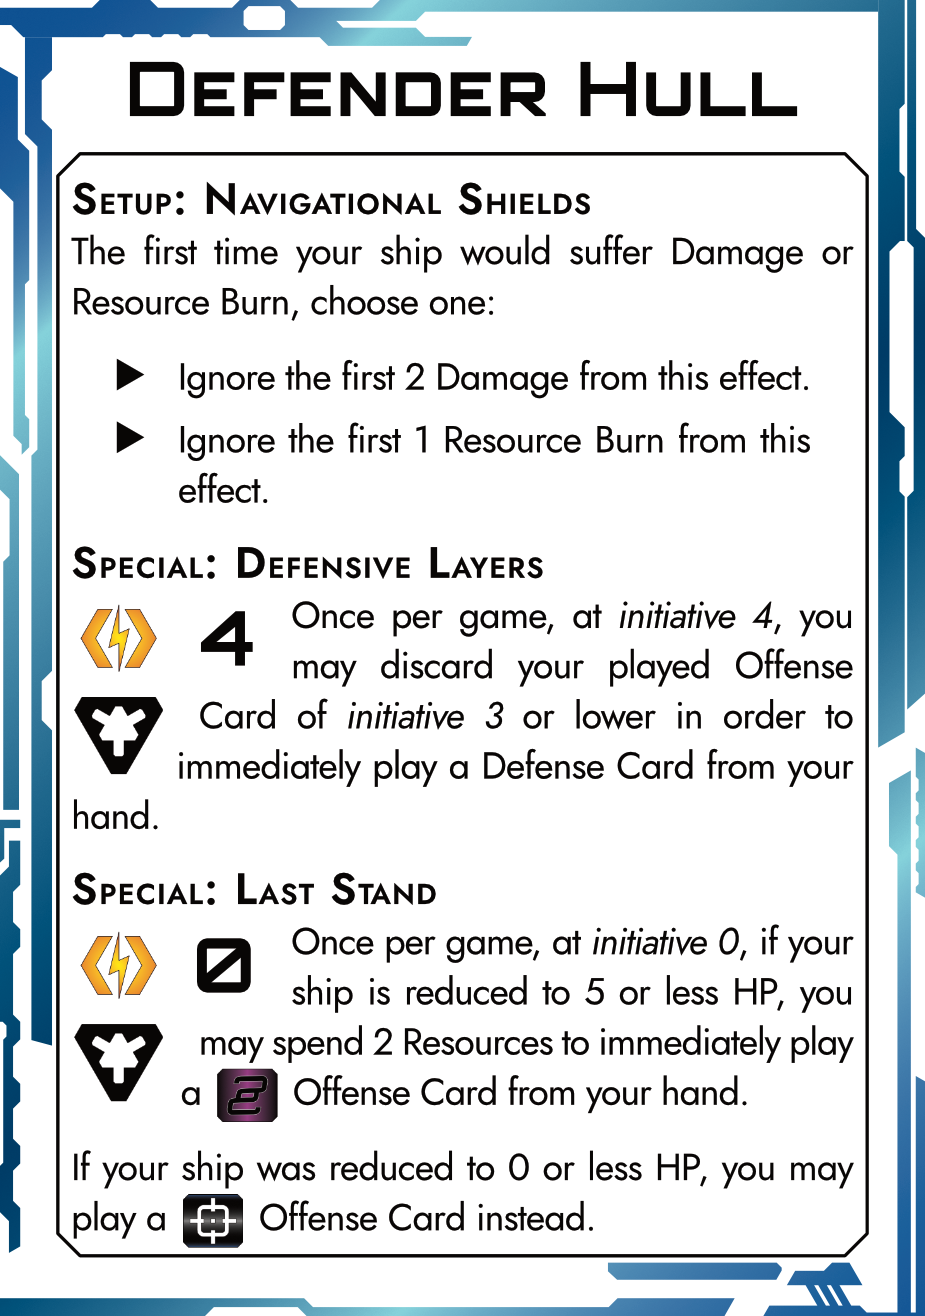 Defender Hull
Setup: Navigational Shields
The first time your ship would suffer Damage or
Resource Burn, choose one:
Ignore the first 2 Damage from this effect.
Ignore the first 1 Resource Burn from this
effect.
Special: Defensive Layers
4 Once per game, at initiative 4, you
may discard your played Offense
Card of initiative 3 or lower in order to
immediately play a Defense Card from your
hand.
Special: Last Stand
0 Once per game, at initiative 0, if your
ship is reduced to 5 or less HP, you
may spend 2 Resources to immediately play
a 2 Offense Card from your hand.
If your ship was reduced to 0 or less HP, you may
play a Offense Card instead.